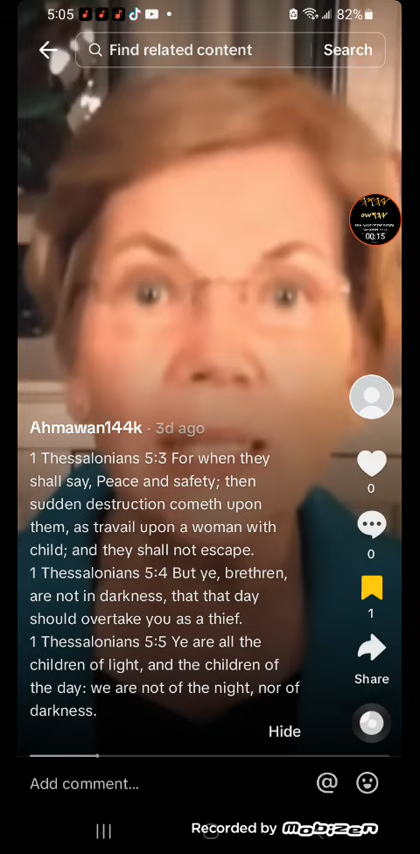 5:05
82%
Find related content
Search
00:15
Ahmawan144k · 3d ago
1 Thessalonians 5:3 For when they
shall say, Peace and safety; then
sudden destruction cometh upon
them, as travail upon a woman with
child; and they shall not escape.
1 Thessalonians 5:4 But ye, brethren,
are not in darkness, that that day
should overtake you as a thief.
1 Thessalonians 5:5 Ye are all the
children of light, and the children of
the day: we are not of the night, nor of
darkness.
Hide
0
0
1
Share
Add comment...
@
Recorded by Mobizen